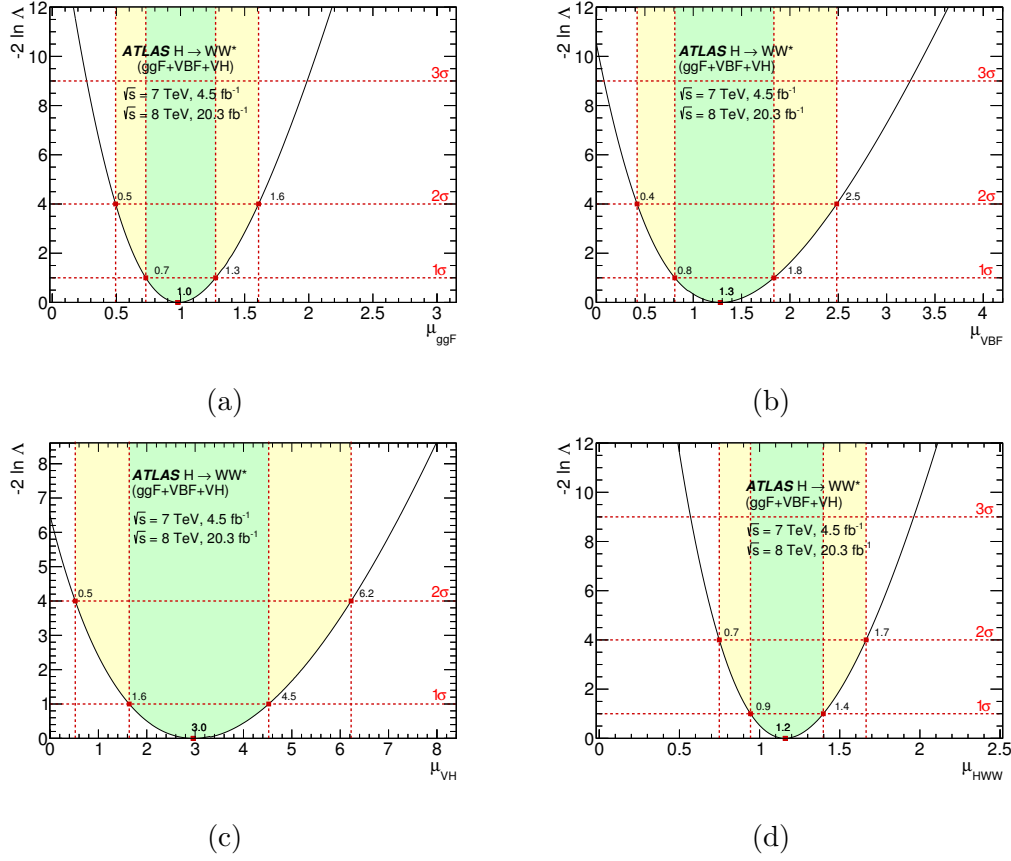 -2 ln Λ
12
10
8
6
4
2
0
ATLAS H → WW*
(ggF+VBF+VH)
√s = 7 TeV, 4.5 fb-1
√s = 8 TeV, 20.3 fb-1
3σ
2σ
1σ
0.5
1.6
0.7
1.3
1.0
0 0.5 1 1.5 2 2.5 3
μggF
(a)
-2 ln Λ
12
10
8
6
4
2
0
ATLAS H → WW*
(ggF+VBF+VH)
√s = 7 TeV, 4.5 fb-1
√s = 8 TeV, 20.3 fb-1
3σ
2σ
1σ
0.4
2.5
0.8
1.8
1.3
0 0.5 1 1.5 2 2.5 3 3.5 4
μVBF
(b)
-2 ln Λ
8
7
6
5
4
3
2
1
0
ATLAS H → WW*
(ggF+VBF+VH)
√s = 7 TeV, 4.5 fb-1
√s = 8 TeV, 20.3 fb-1
2σ
1σ
0.5
6.2
1.6
4.5
3.0
0 1 2 3 4 5 6 7 8
μVH
(c)
-2 ln Λ
12
10
8
6
4
2
0
ATLAS H → WW*
(ggF+VBF+VH)
√s = 7 TeV, 4.5 fb-1
√s = 8 TeV, 20.3 fb-1
3σ
2σ
1σ
0.7
1.7
0.9
1.4
1.2
0 0.5 1 1.5 2 2.5
μHWW
(d)